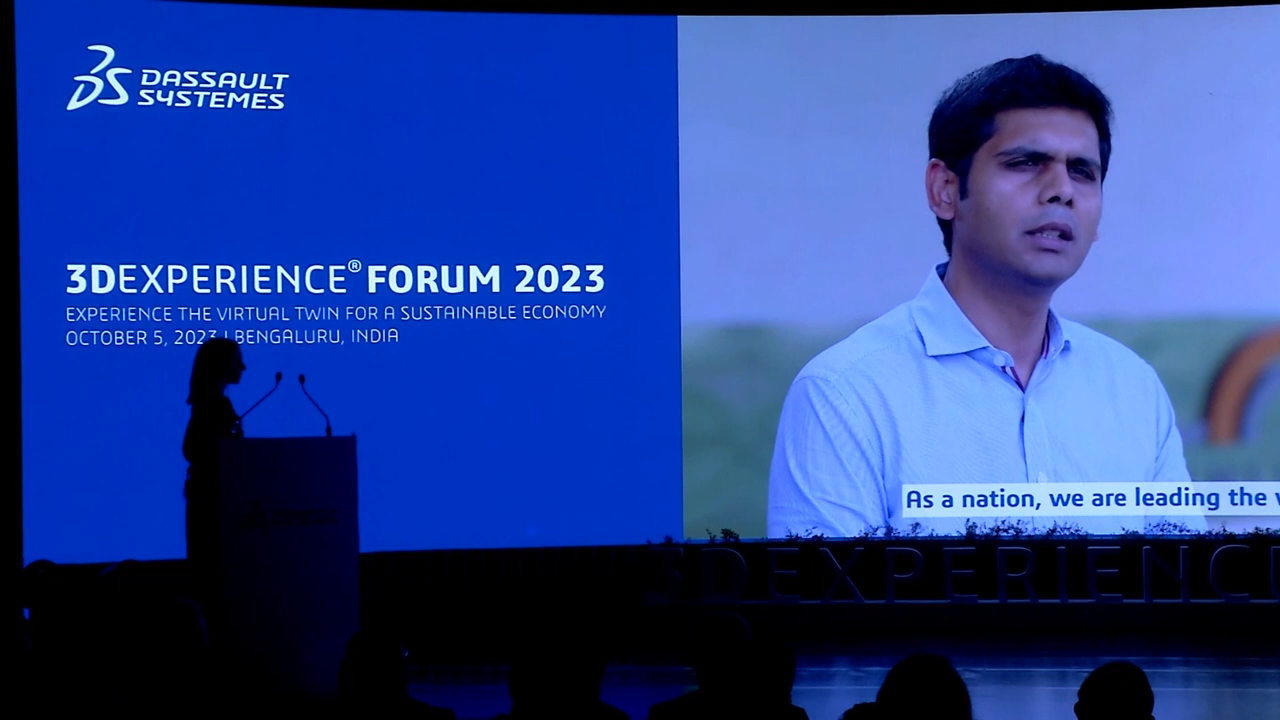 DASSAULT
SYSTEMES
3DEXPERIENCE® FORUM 2023
EXPERIENCE THE VIRTUAL TWIN FOR A SUSTAINABLE ECONOMY
OCTOBER 5, 2023 | BENGALURU, INDIA
As a nation, we are leading the
3DEXPERIENCE